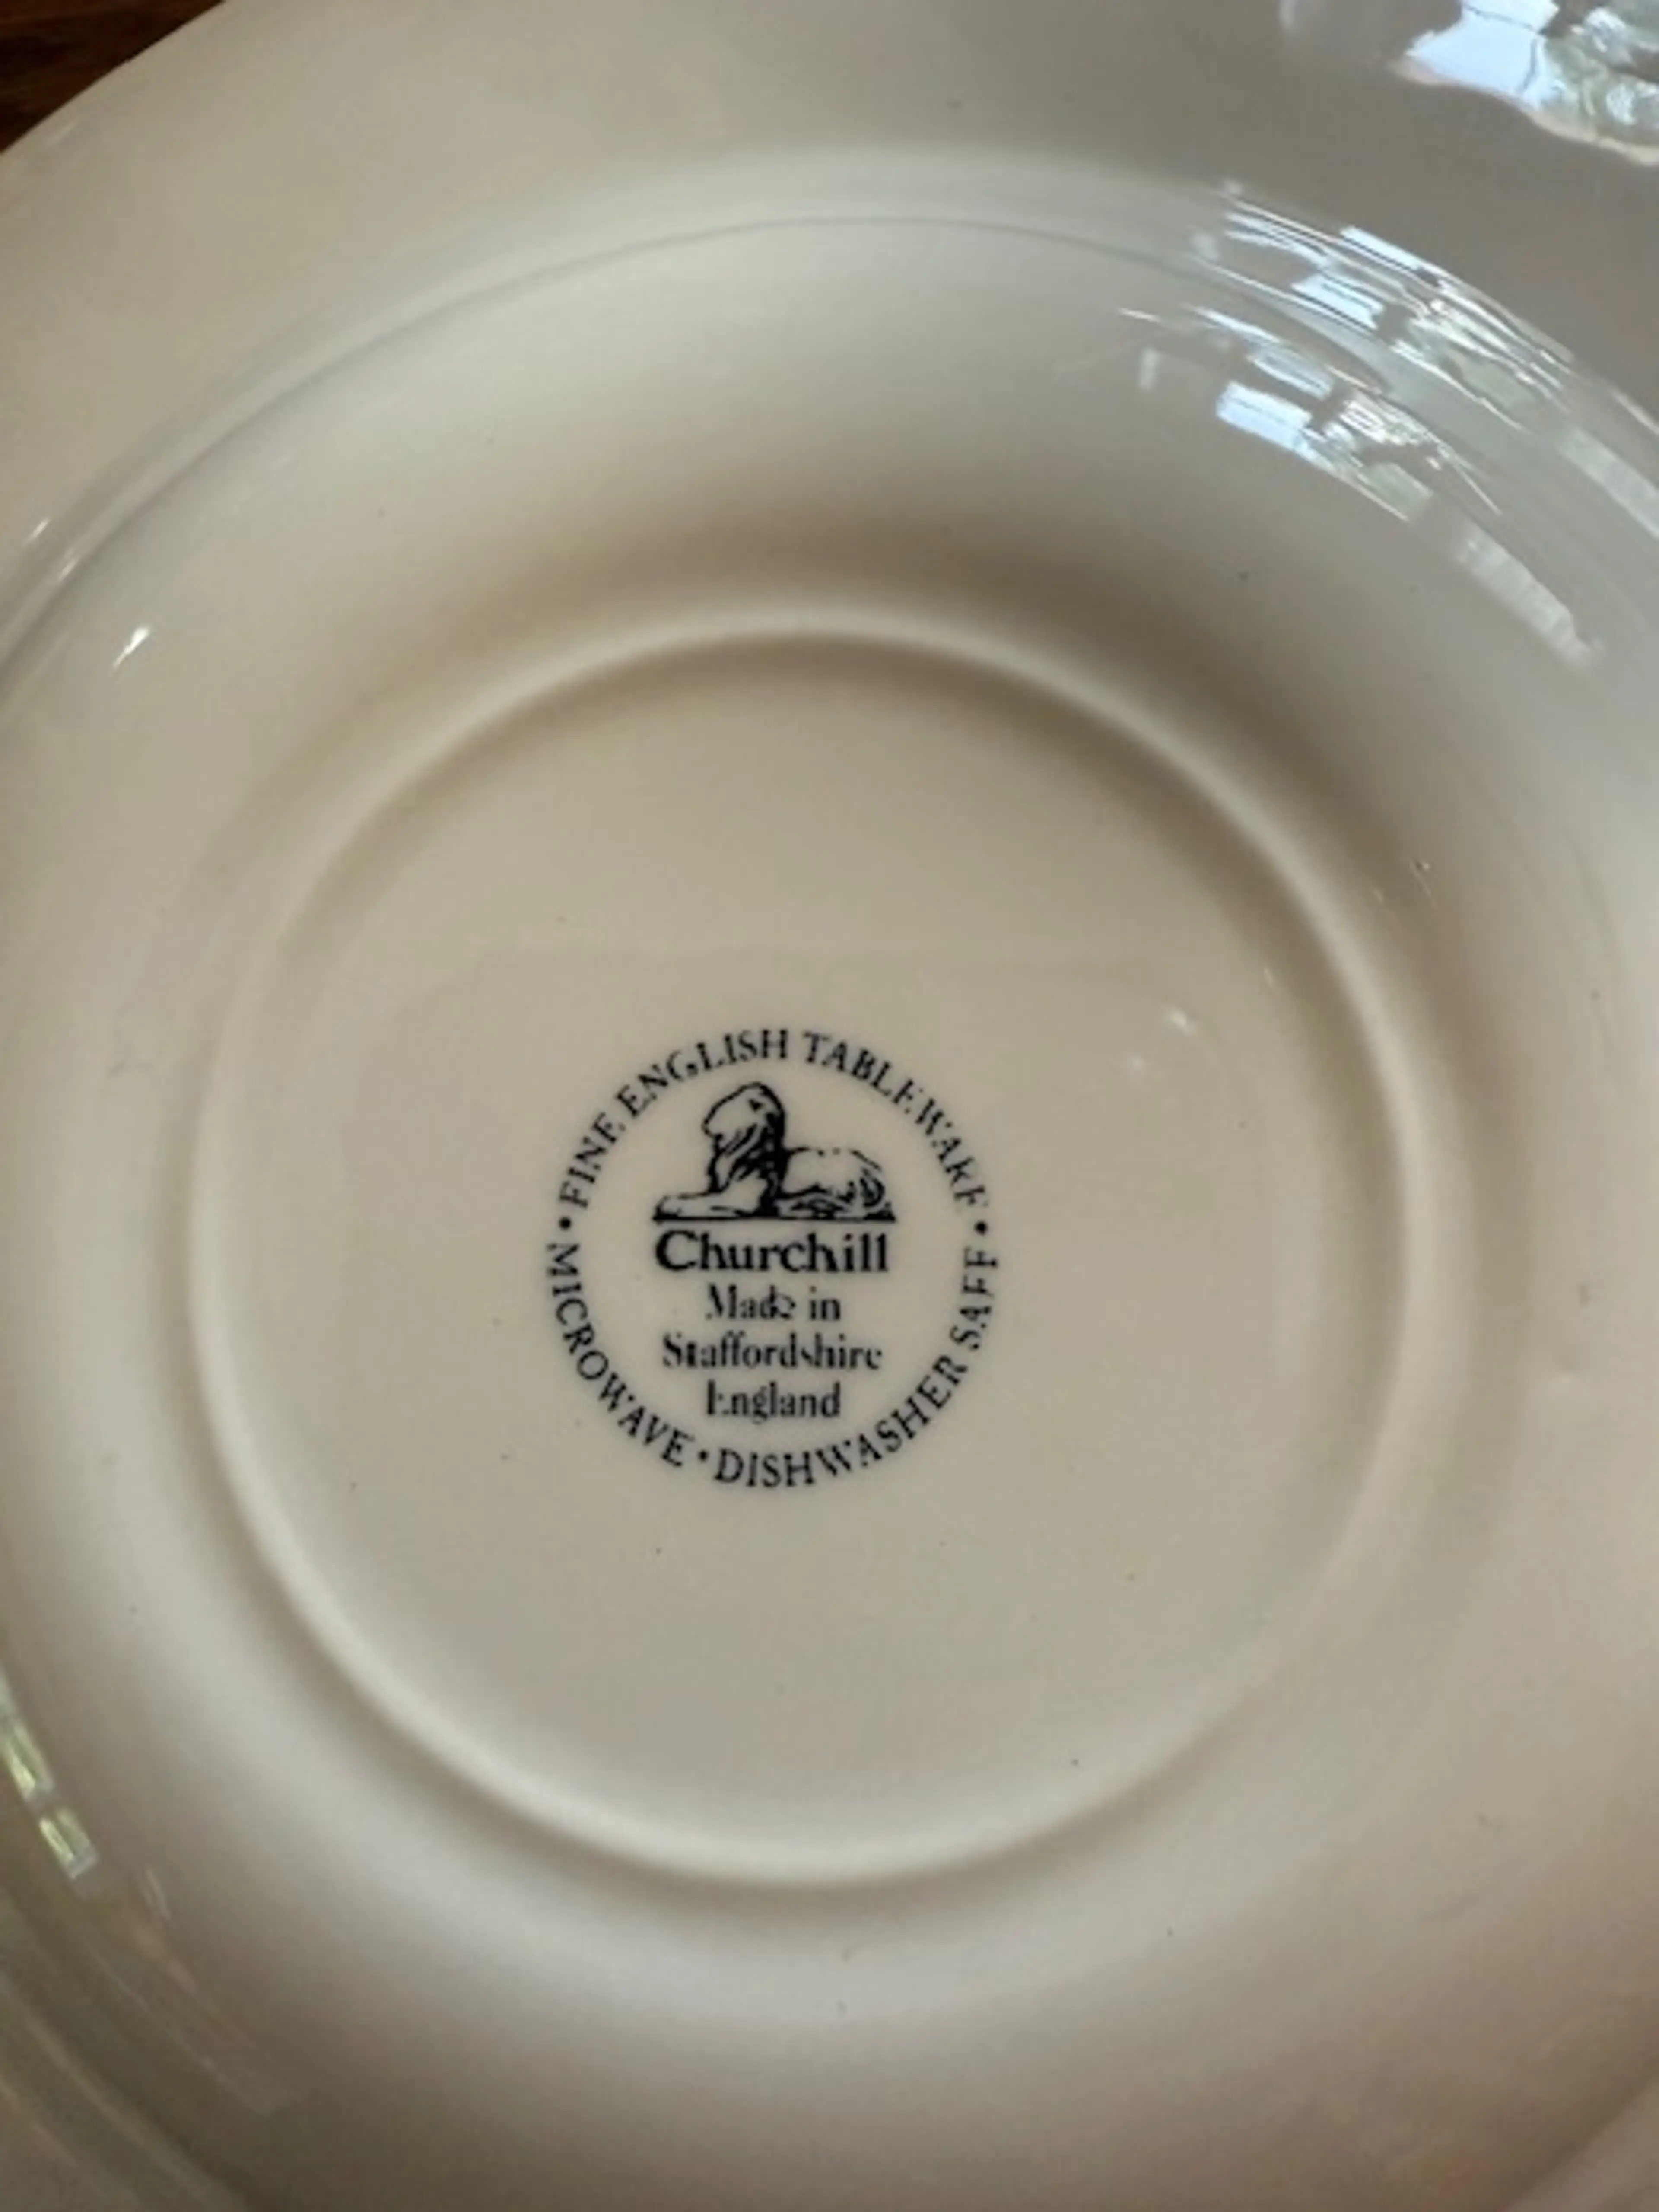 • FINE ENGLISH TABLEWARE •
Churchill
Made in
Staffordshire
England
MICROWAVE • DISHWASHER SAFE